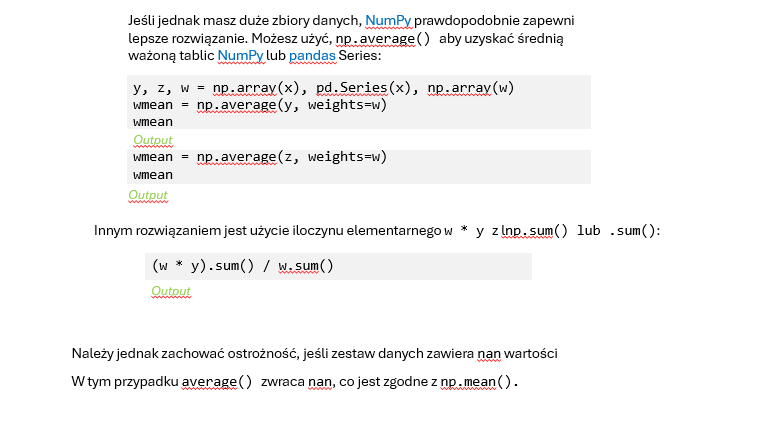 Jeśli jednak masz duże zbiory danych, NumPy prawdopodobnie zapewni
lepsze rozwiązanie. Możesz użyć, np.average() aby uzyskać średnią
ważoną tablic NumPy lub pandas Series:
y, z, w = np.array(x), pd.Series(x), np.array(w)
wmean = np.average(y, weights=w)
wmean
Output
wmean = np.average(z, weights=w)
wmean
Output
Innym rozwiązaniem jest użycie iloczynu elementarnego w * y z lnp.sum() lub .sum():
(w * y).sum() / w.sum()
Output
Należy jednak zachować ostrożność, jeśli zestaw danych zawiera nan wartości
W tym przypadku average() zwraca nan, co jest zgodne z np.mean().